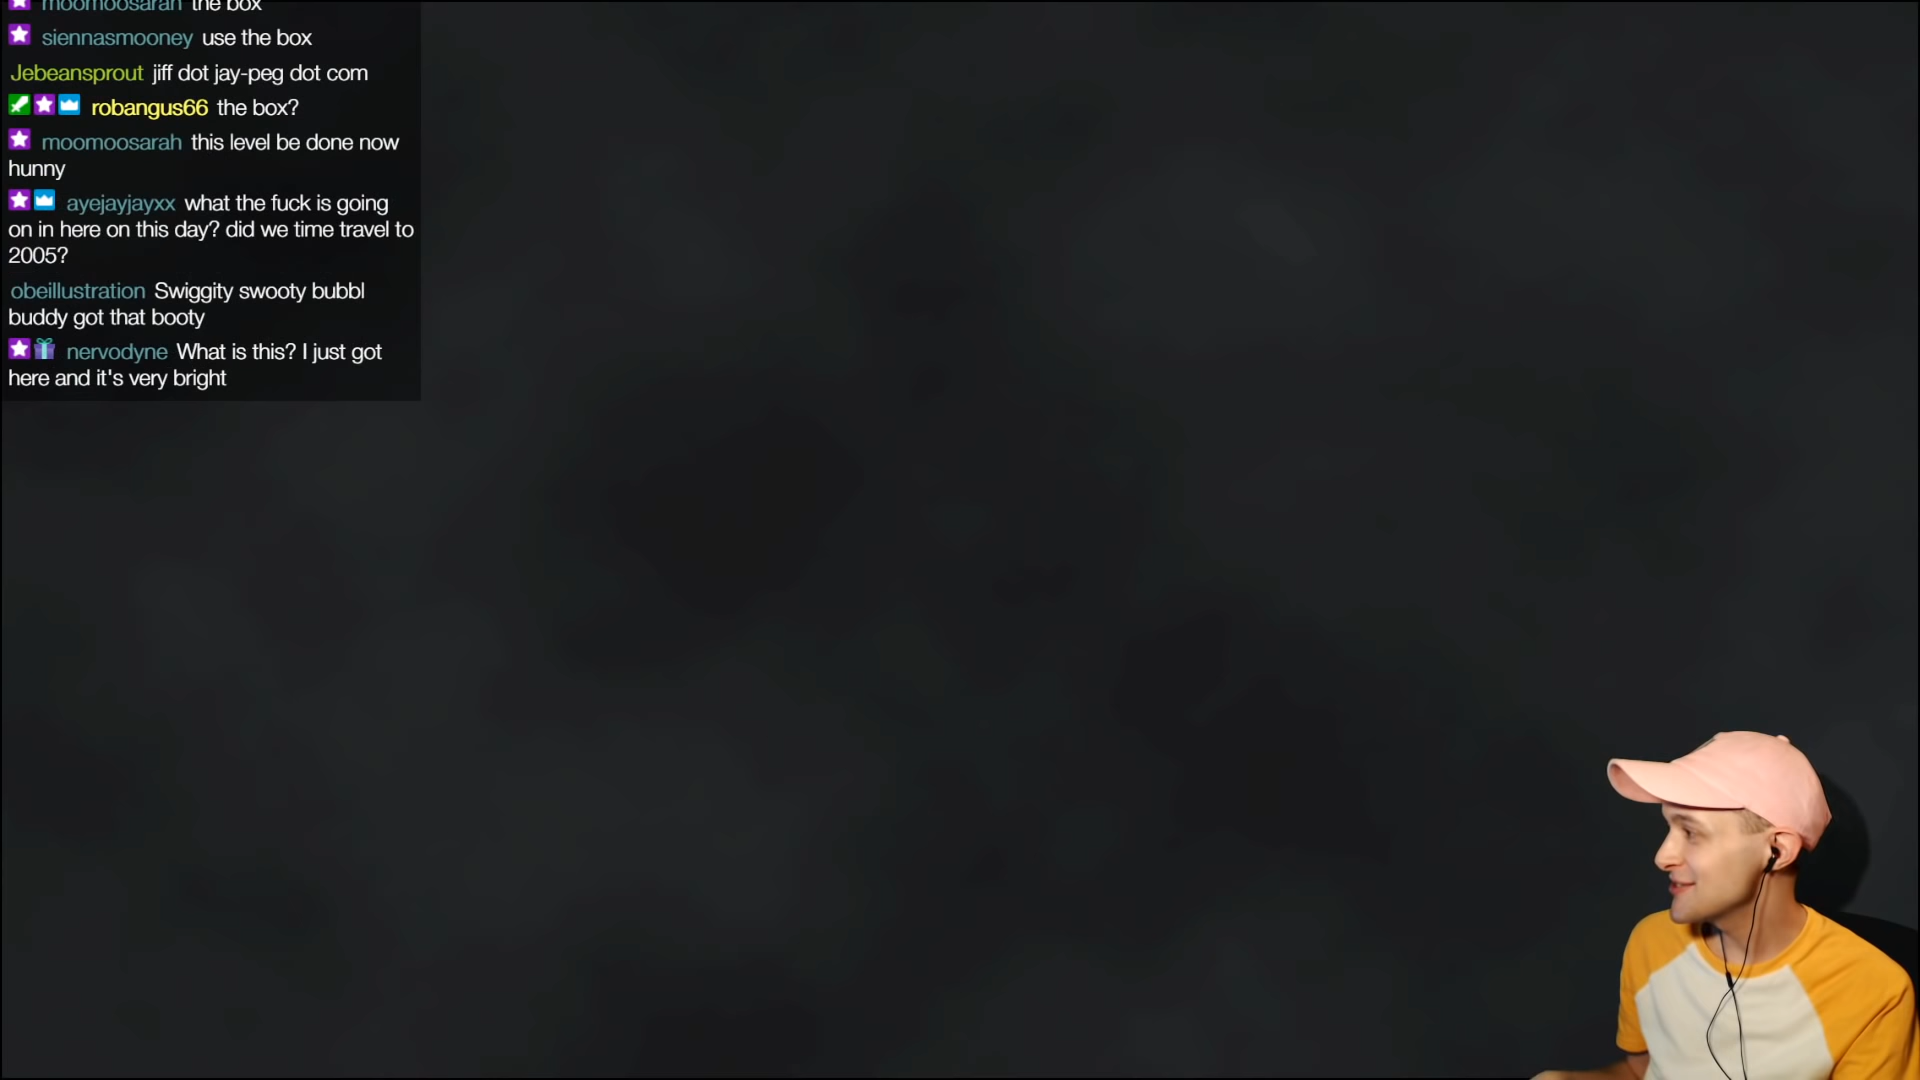 moomoosarah the box
siennasmooney use the box
Jebeansprout jiff dot jay-peg dot com
robangus66 the box?
moomoosarah this level be done now
hunny
ayejayjayxx what the fuck is going
on in here on this day? did we time travel to
2005?
obeillustration Swiggity swooty bubbl
buddy got that booty
nervodyne What is this? I just got
here and it's very bright